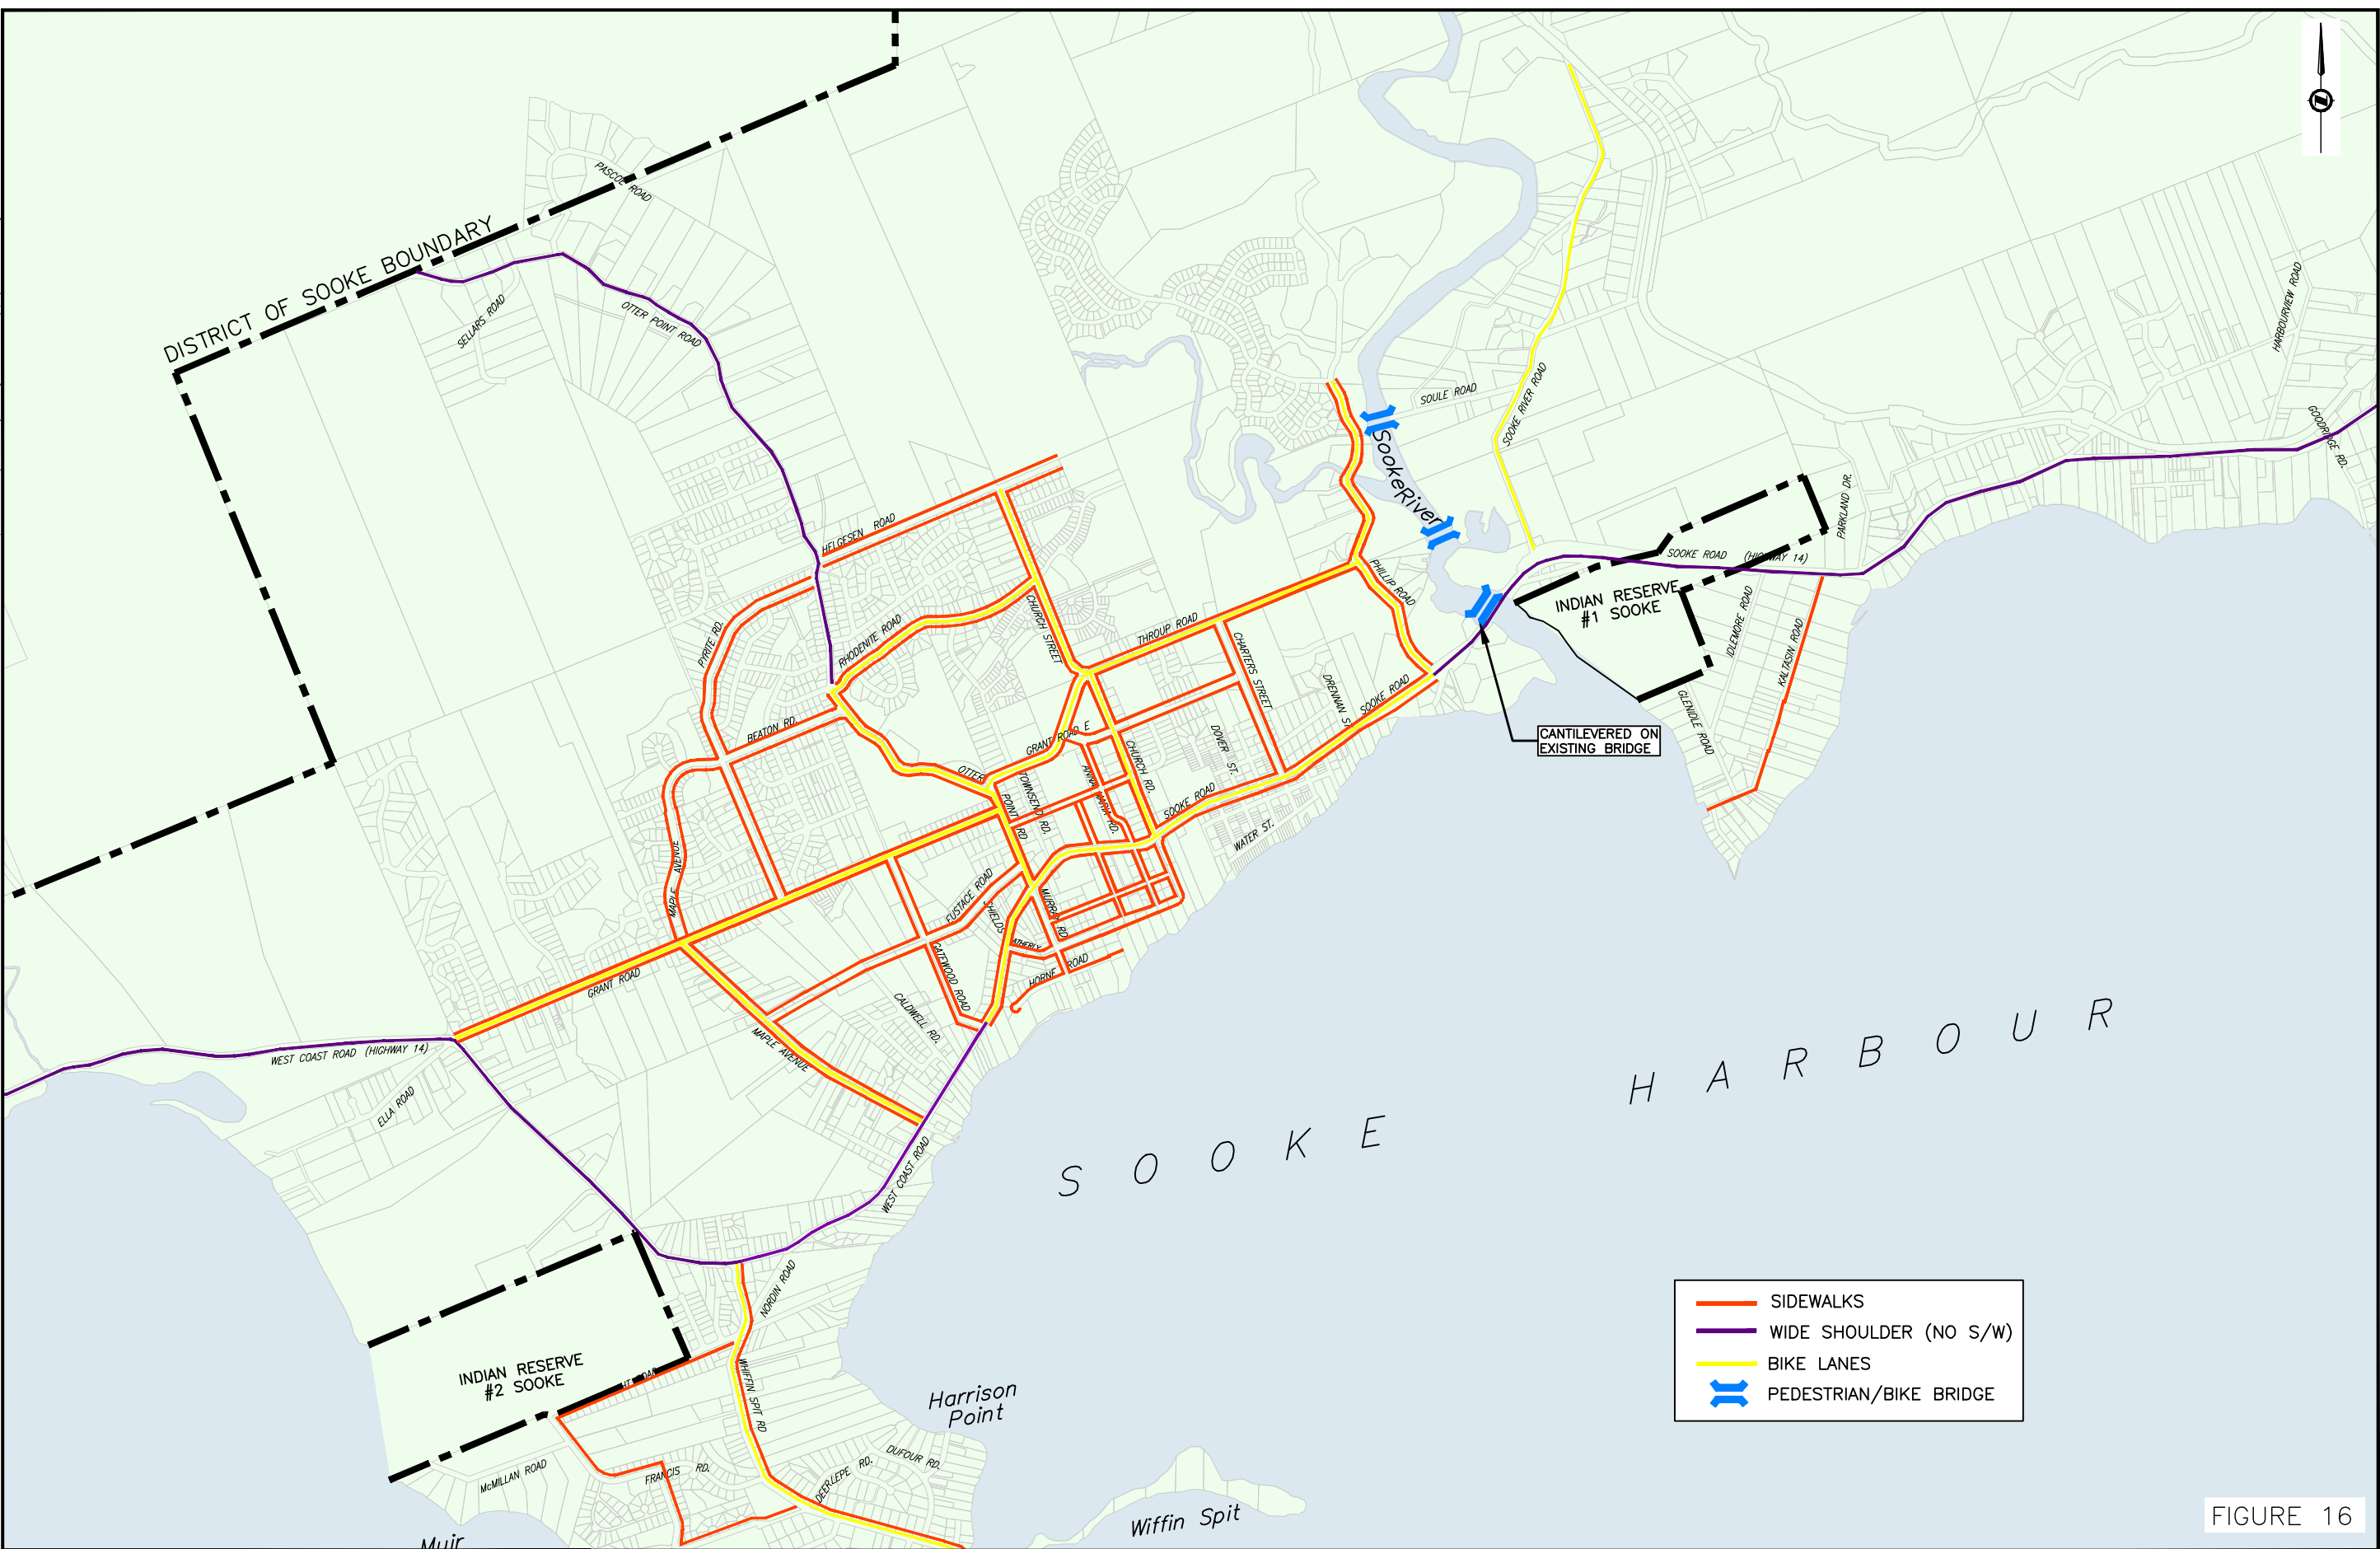 DISTRICT OF SOOKE BOUNDARY
PASCOE ROAD
SELLARS ROAD
OTTER POINT ROAD
HARBOURVIEW ROAD
GOODRIDGE RD.
SOULE ROAD
SOOKE RIVER ROAD
SookeRiver
PARKLAND DR.
HELGESEN ROAD
SOOKE ROAD (HIGHWAY 14)
INDIAN RESERVE
#1 SOOKE
IDLEMORE ROAD
KALTASIN ROAD
GLENIDLE ROAD
PHILLIP ROAD
CHURCH STREET
THROUP ROAD
CHARTERS STREET
RHODENITE ROAD
PYRITE RD.
DRENNAN ST.
SOOKE ROAD
BEATON RD.
GRANT ROAD E
CHURCH RD.
DOVER ST.
CANTILEVERED ON
EXISTING BRIDGE
OTTER POINT RD
TOWNSEND RD.
ANNA MARIE RD.
SOOKE ROAD
WATER ST.
MAPLE AVENUE
EUSTACE ROAD
SHIELDS
MURRAY RD
ATHERLY
GATEWOOD ROAD
HORNE ROAD
GRANT ROAD
CALDWELL RD.
MAPLE AVENUE
WEST COAST ROAD (HIGHWAY 14)
ELLA ROAD
WEST COAST ROAD
SOOKE HARBOUR
NORDIN ROAD
INDIAN RESERVE
#2 SOOKE
WHIFFIN SPIT RD
Harrison
Point
McMILLAN ROAD
FRANCIS RD.
DEERLEPE RD.
DUFOUR RD.
Wiffin Spit
Muir
SIDEWALKS
WIDE SHOULDER (NO S/W)
BIKE LANES
PEDESTRIAN/BIKE BRIDGE
FIGURE 16